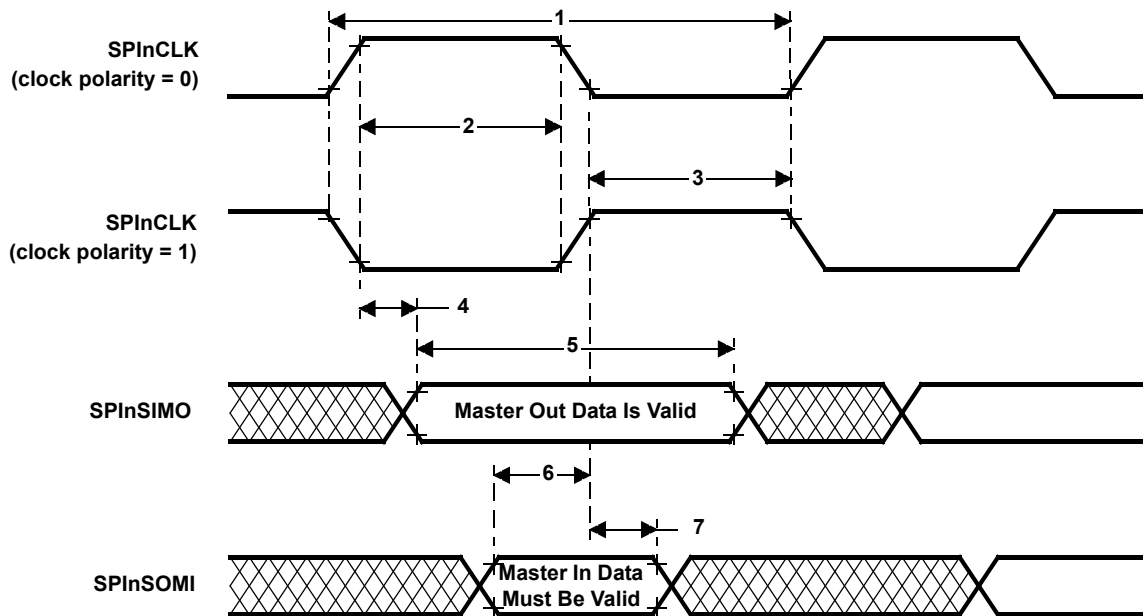 1
SPInCLK
(clock polarity = 0)
2
3
SPInCLK
(clock polarity = 1)
4
5
SPInSIMO
Master Out Data Is Valid
6
7
SPInSOMI
Master In Data
Must Be Valid